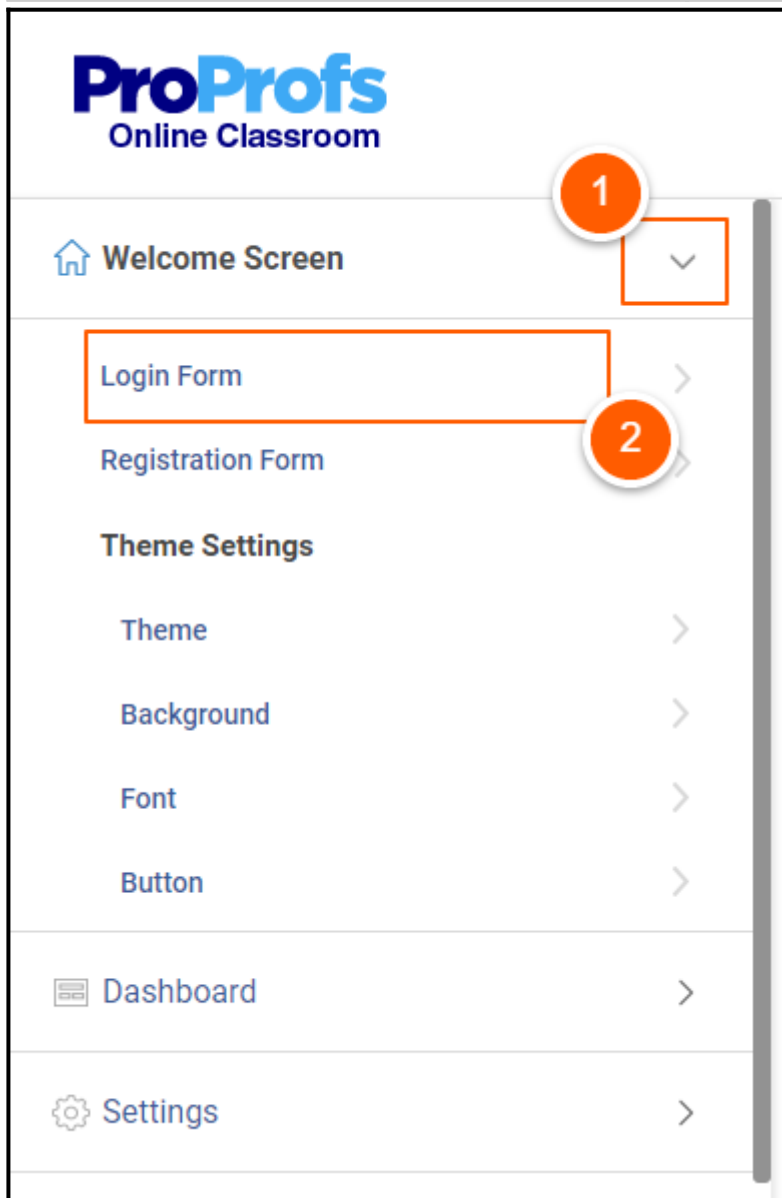 ProProfs
Online Classroom
1
Welcome Screen
Login Form
2
Registration Form
Theme Settings
Theme
Background
Font
Button
Dashboard
Settings